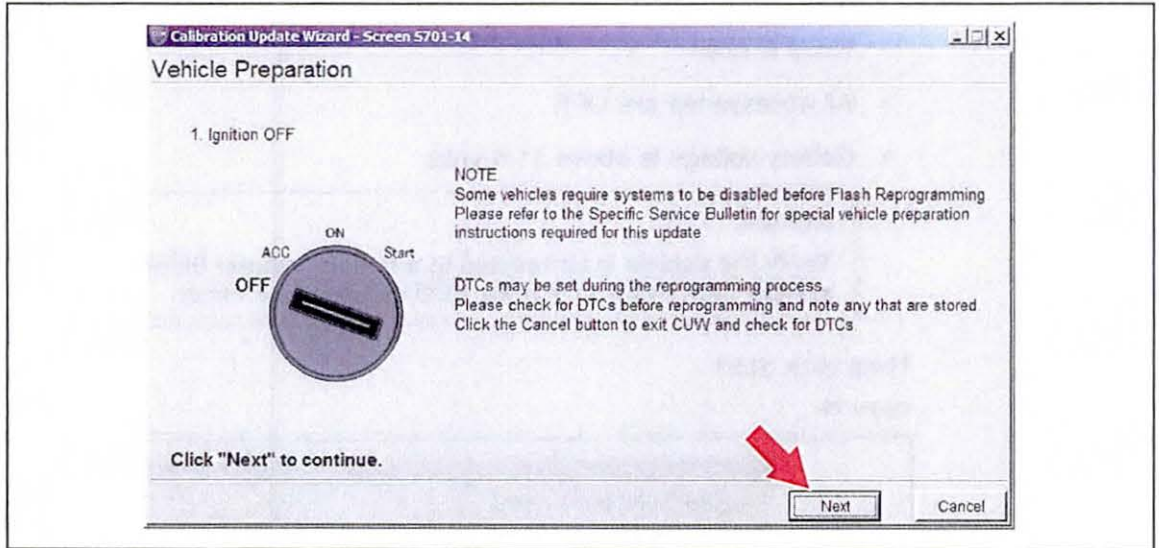 Calibration Update Wizard - Screen S701-14
Vehicle Preparation
1. Ignition OFF
NOTE
Some vehicles require systems to be disabled before Flash Reprogramming
Please refer to the Specific Service Bulletin for special vehicle preparation
instructions required for this update
ON
ACC
Start
OFF
DTCs may be set during the reprogramming process
Please check for DTCs before reprogramming and note any that are stored
Click the Cancel button to exit CUW and check for DTCs
Click "Next" to continue.
Next
Cancel